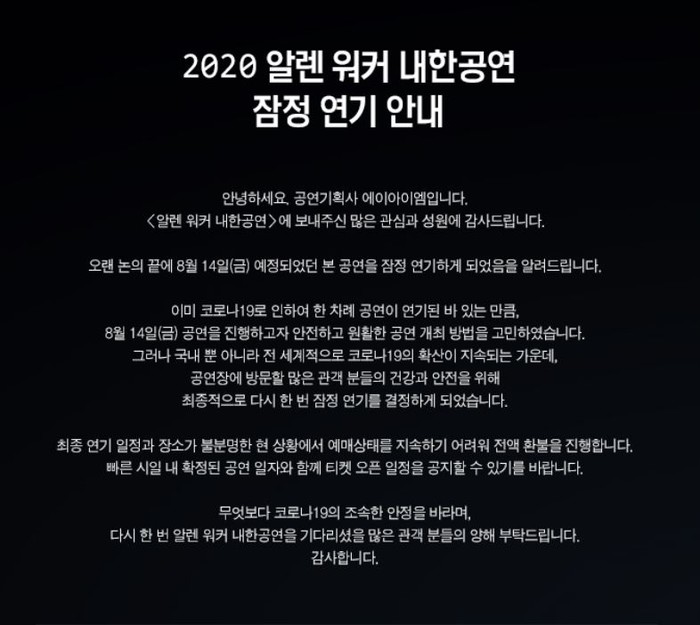 2020 알렌 워커 내한공연
잠정 연기 안내
안녕하세요. 공연기획사 에이아이엠입니다.
<알렌 워커 내한공연>에 보내주신 많은 관심과 성원에 감사드립니다.
오랜 논의 끝에 8월 14일(금) 예정되었던 본 공연을 잠정 연기하게 되었음을 알려드립니다.
이미 코로나19로 인하여 한 차례 공연이 연기된 바 있는 만큼,
8월 14일(금) 공연을 진행하고자 안전하고 원활한 공연 개최 방법을 고민하였습니다.
그러나 국내 뿐 아니라 전 세계적으로 코로나19의 확산이 지속되는 가운데,
공연장에 방문할 많은 관객 분들의 건강과 안전을 위해
최종적으로 다시 한 번 잠정 연기를 결정하게 되었습니다.
최종 연기 일정과 장소가 불분명한 현 상황에서 예매상태를 지속하기 어려워 전액 환불을 진행합니다.
빠른 시일 내 확정된 공연 일자와 함께 티켓 오픈 일정을 공지할 수 있기를 바랍니다.
무엇보다 코로나19의 조속한 안정을 바라며,
다시 한 번 알렌 워커 내한공연을 기다리셨을 많은 관객 분들의 양해 부탁드립니다.
감사합니다.